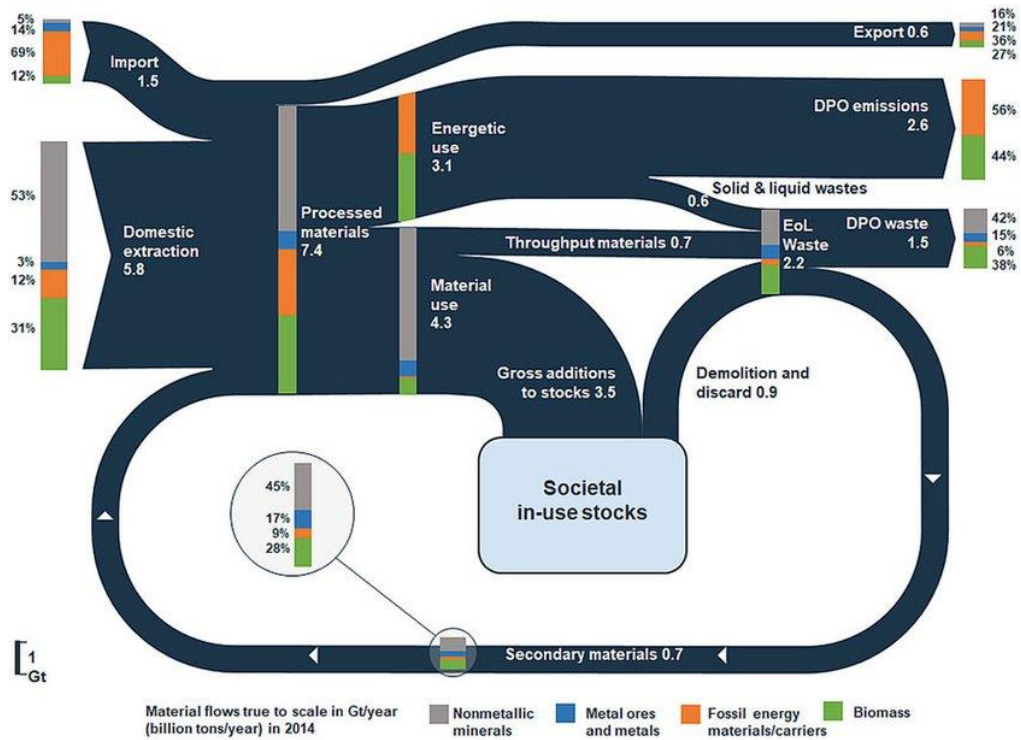 5%
14%
69%
12%
Import
1.5
Export 0.6
16%
21%
36%
27%
53%
3%
12%
31%
Domestic
extraction
5.8
Processed
materials
7.4
Energetic
use
3.1
DPO emissions
2.6
56%
44%
Solid & liquid wastes
0.6
Throughput materials 0.7
EoL
Waste
2.2
DPO waste
1.5
42%
15%
6%
38%
Material
use
4.3
Gross additions
to stocks 3.5
Demolition and
discard 0.9
Societal
in-use stocks
45%
17%
9%
28%
Secondary materials 0.7
1
Gt
Material flows true to scale in Gt/year
(billion tons/year) in 2014
Nonmetallic
minerals
Metal ores
and metals
Fossil energy
materials/carriers
Biomass